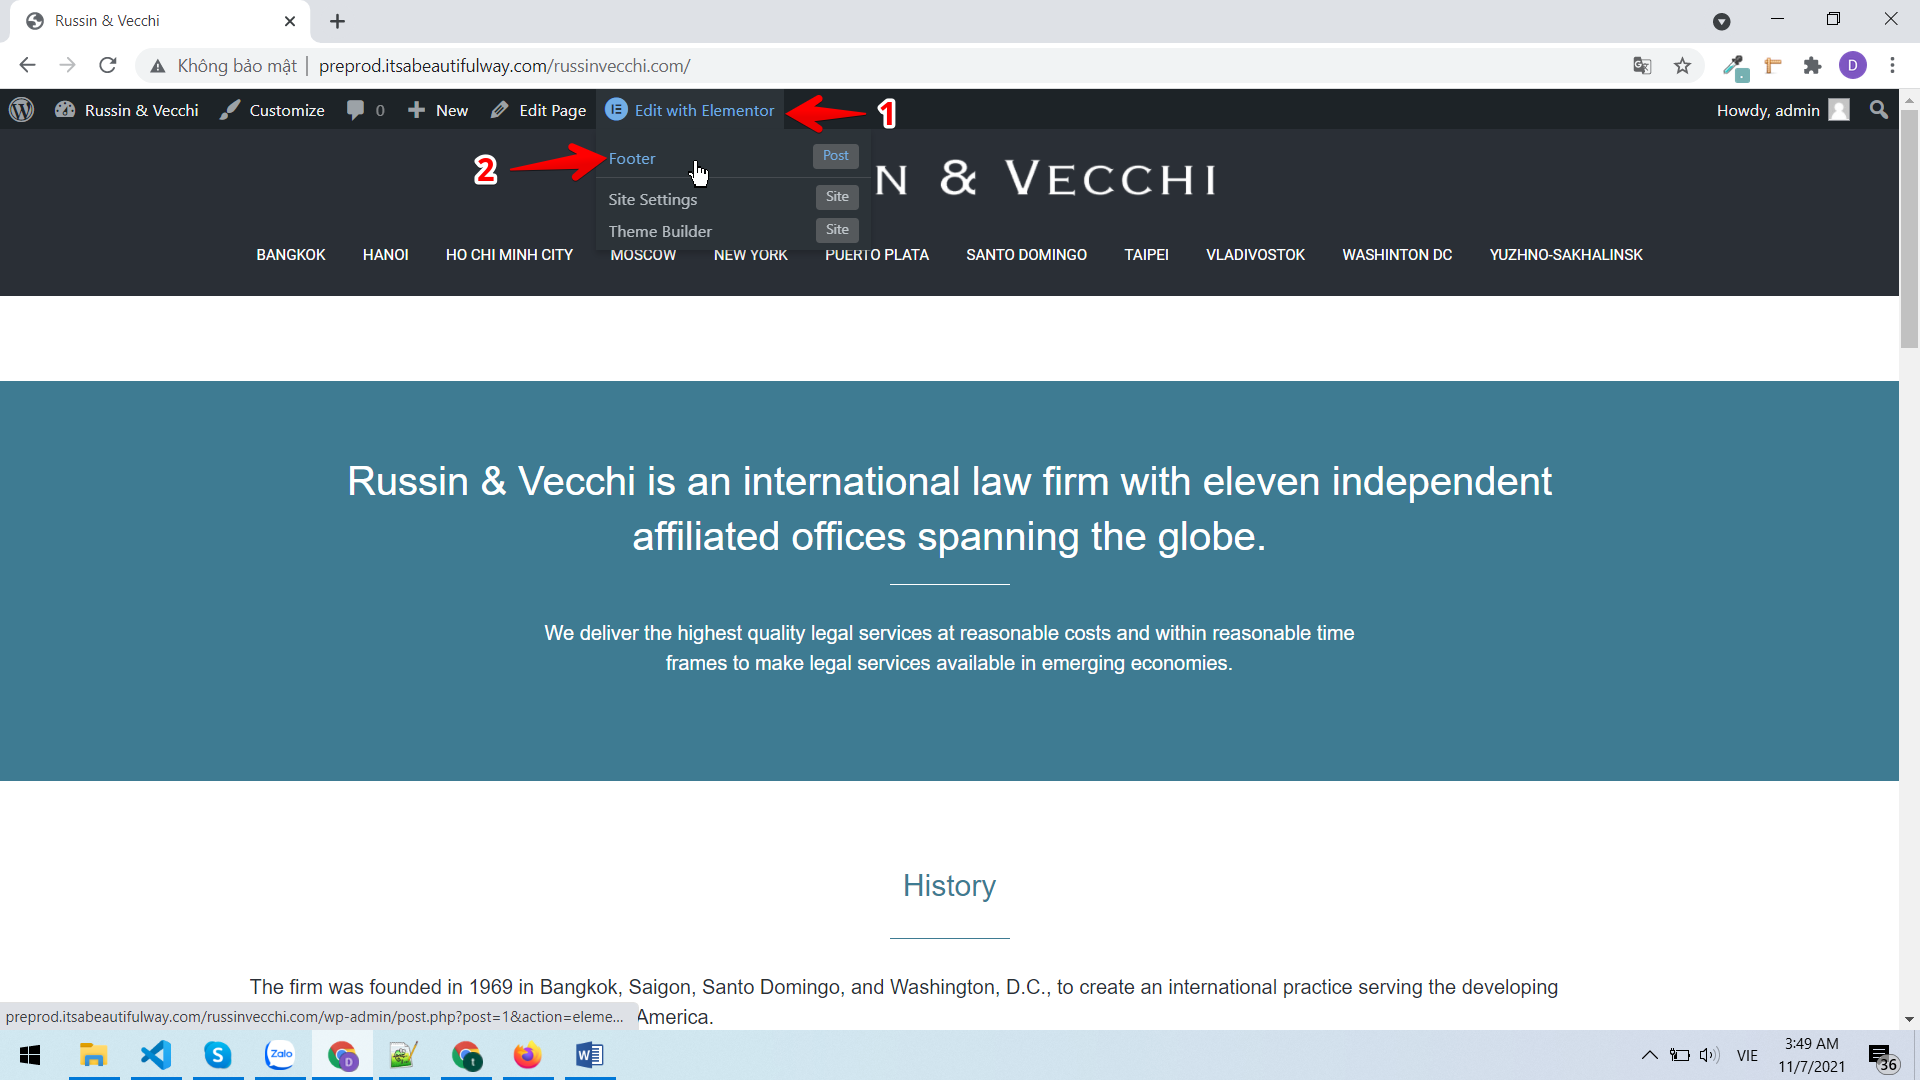 Russin & Vecchi
Không bảo mật
preprod.itsabeautifulway.com/russinvecchi.com/
D
Russin & Vecchi
Customize
0
New
Edit Page
Edit with Elementor
1
Howdy, admin
2
Footer
Post
Site Settings
Site
Theme Builder
Site
N & VECCHI
BANGKOK
HANOI
HO CHI MINH CITY
MOSCOW
NEW YORK
PUERTO PLATA
SANTO DOMINGO
TAIPEI
VLADIVOSTOK
WASHINTON DC
YUZHNO-SAKHALINSK
Russin & Vecchi is an international law firm with eleven independent
affiliated offices spanning the globe.
We deliver the highest quality legal services at reasonable costs and within reasonable time
frames to make legal services available in emerging economies.
History
The firm was founded in 1969 in Bangkok, Saigon, Santo Domingo, and Washington, D.C., to create an international practice serving the developing
America.
preprod.itsabeautifulway.com/russinvecchi.com/wp-admin/post.php?post=1&action=eleme...
Zalo
D
t
VIE
3:49 AM
11/7/2021
36